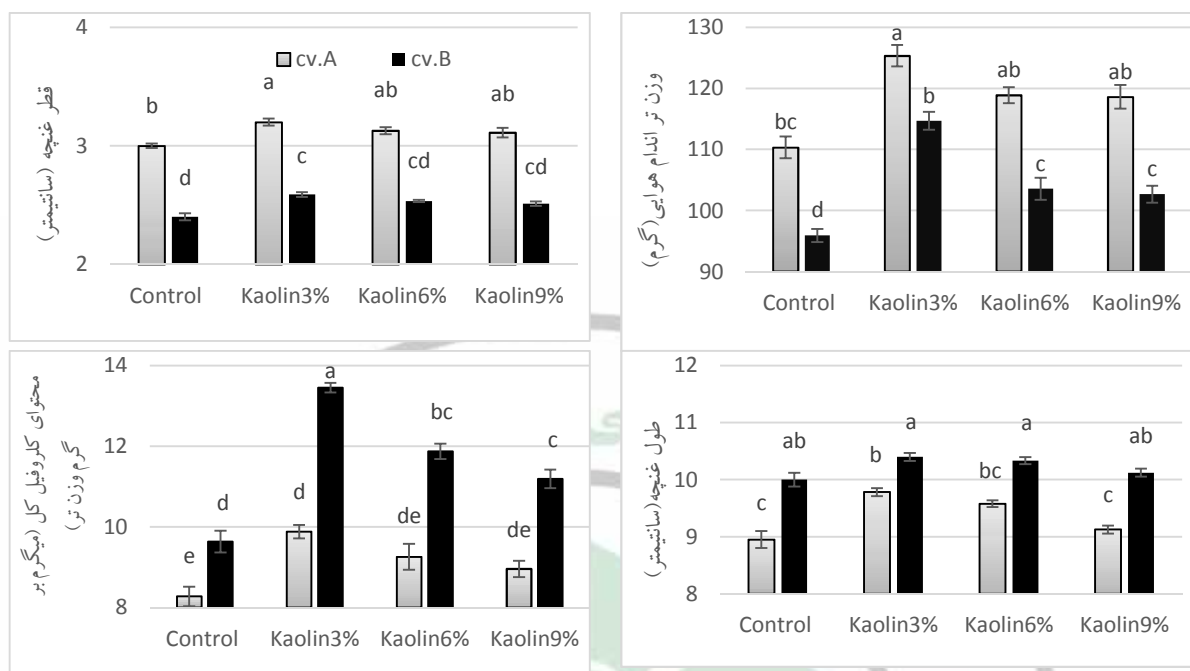 4
3
2
قطر غنچه (سانتیمتر)
cv.A cv.B
b a ab ab
d c cd cd
Control Kaolin3% Kaolin6% Kaolin9%
130
120
110
100
90
وزن تر اندام هوایی(گرم)
bc a ab ab
d b c c
Control Kaolin3% Kaolin6% Kaolin9%
14
12
10
8
محتوای کلروفیل کل (میگرم بر
گرم وزن تر)
e d de de
d a bc c
Control Kaolin3% Kaolin6% Kaolin9%
12
11
10
9
8
طول غنچه(سانتیمتر)
c b bc c
ab a a ab
Control Kaolin3% Kaolin6% Kaolin9%